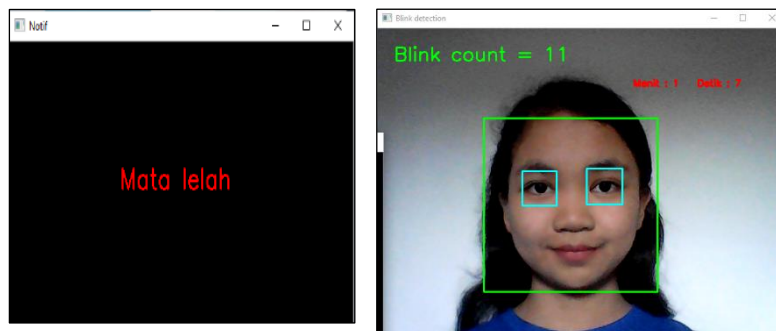 Notif
Mata lelah
Blink detection
Blink count = 11
Menit : 1 Detik : 7